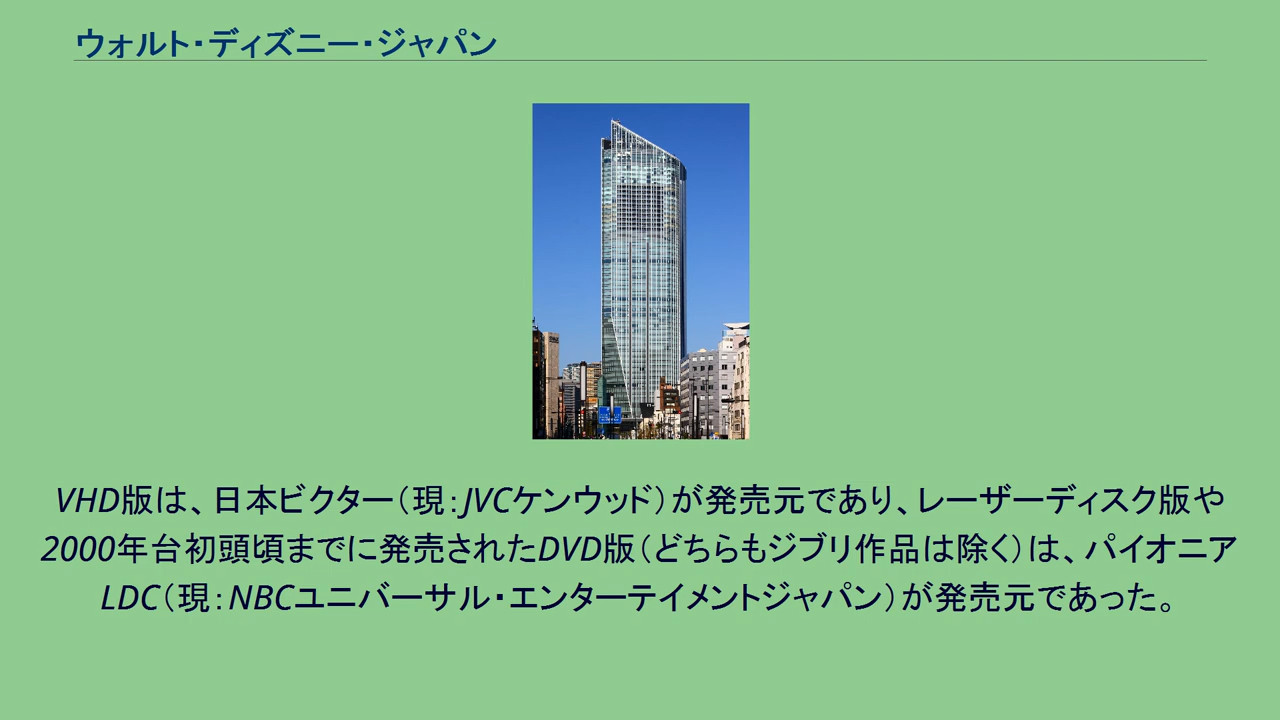 ウォルト・ディズニー・ジャパン
VHD版は、日本ビクター（現：JVCケンウッド）が発売元であり、レーザーディスク版や
2000年台初頭頃までに発売されたDVD版（どちらもジブリ作品は除く）は、パイオニア
LDC（現：NBCユニバーサル・エンターテイメントジャパン）が発売元であった。